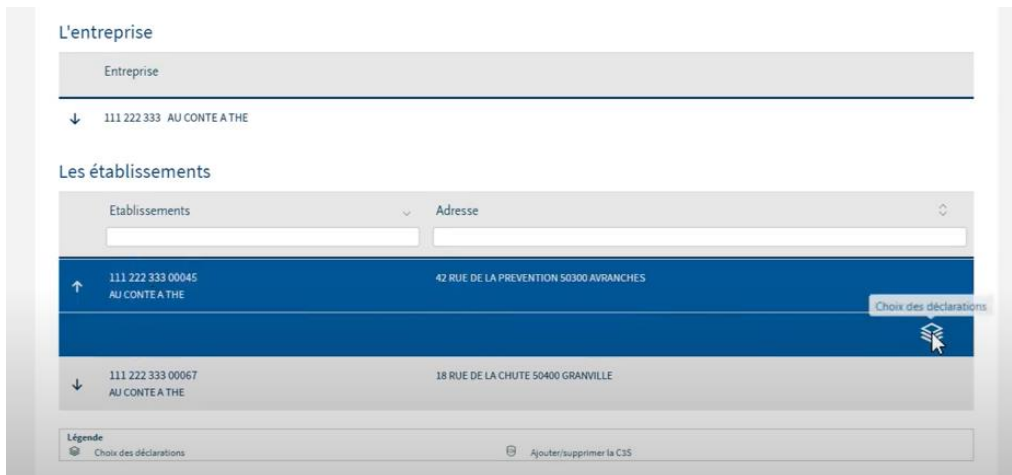 L'entreprise
Entreprise
111 222 333 AU CONTE A THE
Les établissements
Etablissements Adresse
111 222 333 00045 42 RUE DE LA PREVENTION 50300 AVRANCHES
AU CONTE A THE
Choix des déclarations
111 222 333 00067 18 RUE DE LA CHUTE 50400 GRANVILLE
AU CONTE A THE
Légende
Choix des déclarations Ajouter/supprimer la C3S